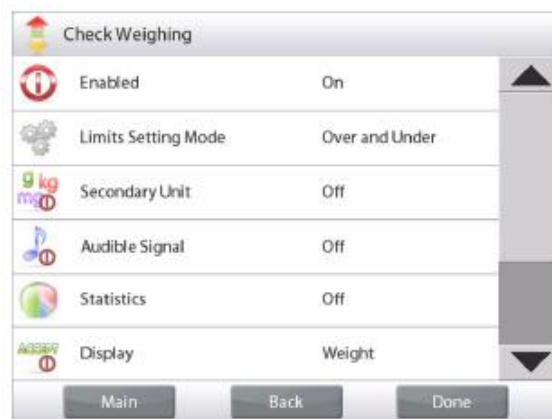 Check Weighing
Enabled On
Limits Setting Mode Over and Under
g kg
mg
Secondary Unit Off
Audible Signal Off
Statistics Off
ACCEPT
Display Weight
Main Back Done